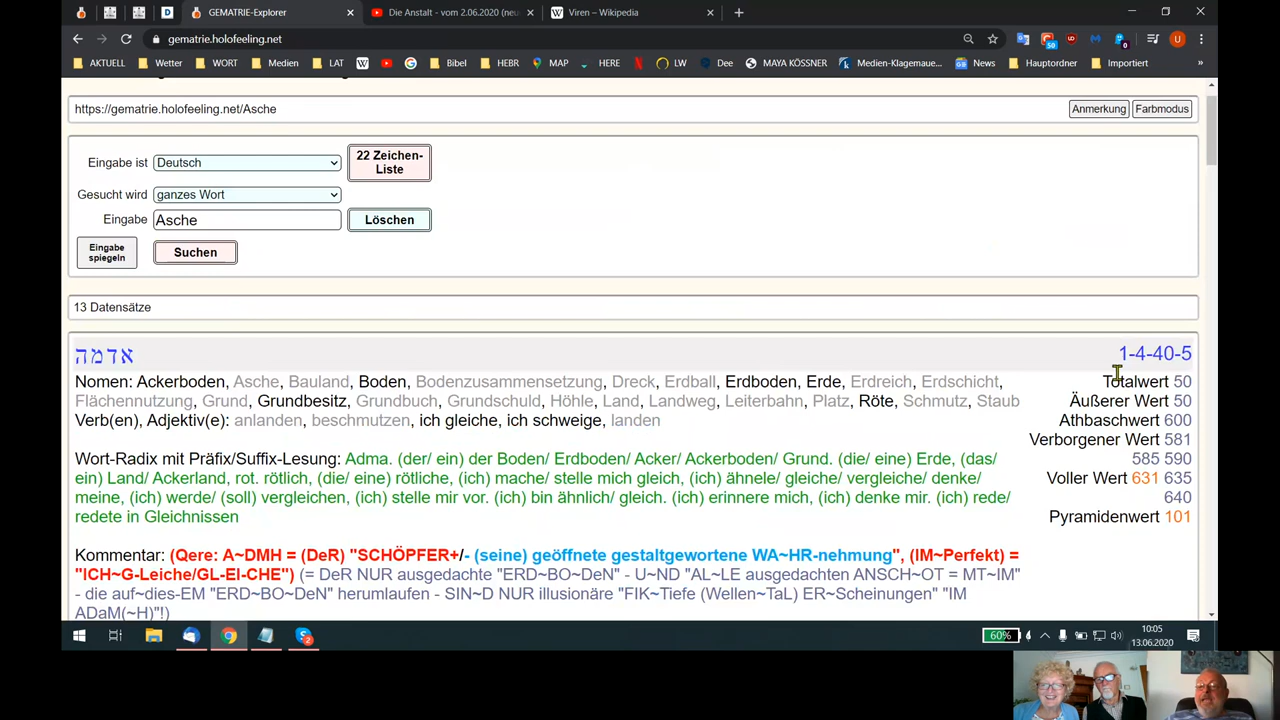 GEMATRIE-Explorer
Die Anstalt - vom 2.06.2020 (neu
Viren – Wikipedia
gematrie.holofeeling.net
AKTUELL Wetter WORT Medien LAT Bibel HEBR MAP HERE LW Dee MAYA KÖSSNER Medien-Klagemaue... News Hauptordner Importiert
https://gematrie.holofeeling.net/Asche
Anmerkung Farbmodus
Eingabe ist Deutsch
22 Zeichen-
Liste
Gesucht wird ganzes Wort
Eingabe Asche Löschen
Eingabe
spiegeln
Suchen
13 Datensätze
אדמה 1-4-40-5
Nomen: Ackerboden, Asche, Bauland, Boden, Bodenzusammensetzung, Dreck, Erdball, Erdboden, Erde, Erdreich, Erdschicht,
Flächennutzung, Grund, Grundbesitz, Grundbuch, Grundschuld, Höhle, Land, Landweg, Leiterbahn, Platz, Röte, Schmutz, Staub
Verb(en), Adjektiv(e): anlanden, beschmutzen, ich gleiche, ich schweige, landen
Totalwert 50
Äußerer Wert 50
Athbaschwert 600
Verborgener Wert 581
585 590
Voller Wert 631 635
640
Pyramidenwert 101
Wort-Radix mit Präfix/Suffix-Lesung: Adma. (der/ ein) der Boden/ Erdboden/ Acker/ Ackerboden/ Grund. (die/ eine) Erde, (das/
ein) Land/ Ackerland, rot. rötlich, (die/ eine) rötliche, (ich) mache/ stelle mich gleich, (ich) ähnele/ gleiche/ vergleiche/ denke/
meine, (ich) werde/ (soll) vergleichen, (ich) stelle mir vor. (ich) bin ähnlich/ gleich. (ich) erinnere mich, (ich) denke mir. (ich) rede/
redete in Gleichnissen
Kommentar: (Qere: A~DMH = (DeR) "SCHÖPFER+/- (seine) geöffnete gestaltgewortene WA~HR-nehmung", (IM~Perfekt) =
"ICH~G-Leiche/GL-EI-CHE") (= DeR NUR ausgedachte "ERD~BO~DeN" - U~ND "AL~LE ausgedachten ANSCH~OT = MT~IM"
- die auf~dies-EM "ERD~BO~DeN" herumlaufen - SIN~D NUR illusionäre "FIK~Tiefe (Wellen~TaL) ER~Scheinungen" "IM
ADaM(~H)"!)
60%
10:05
13.06.2020